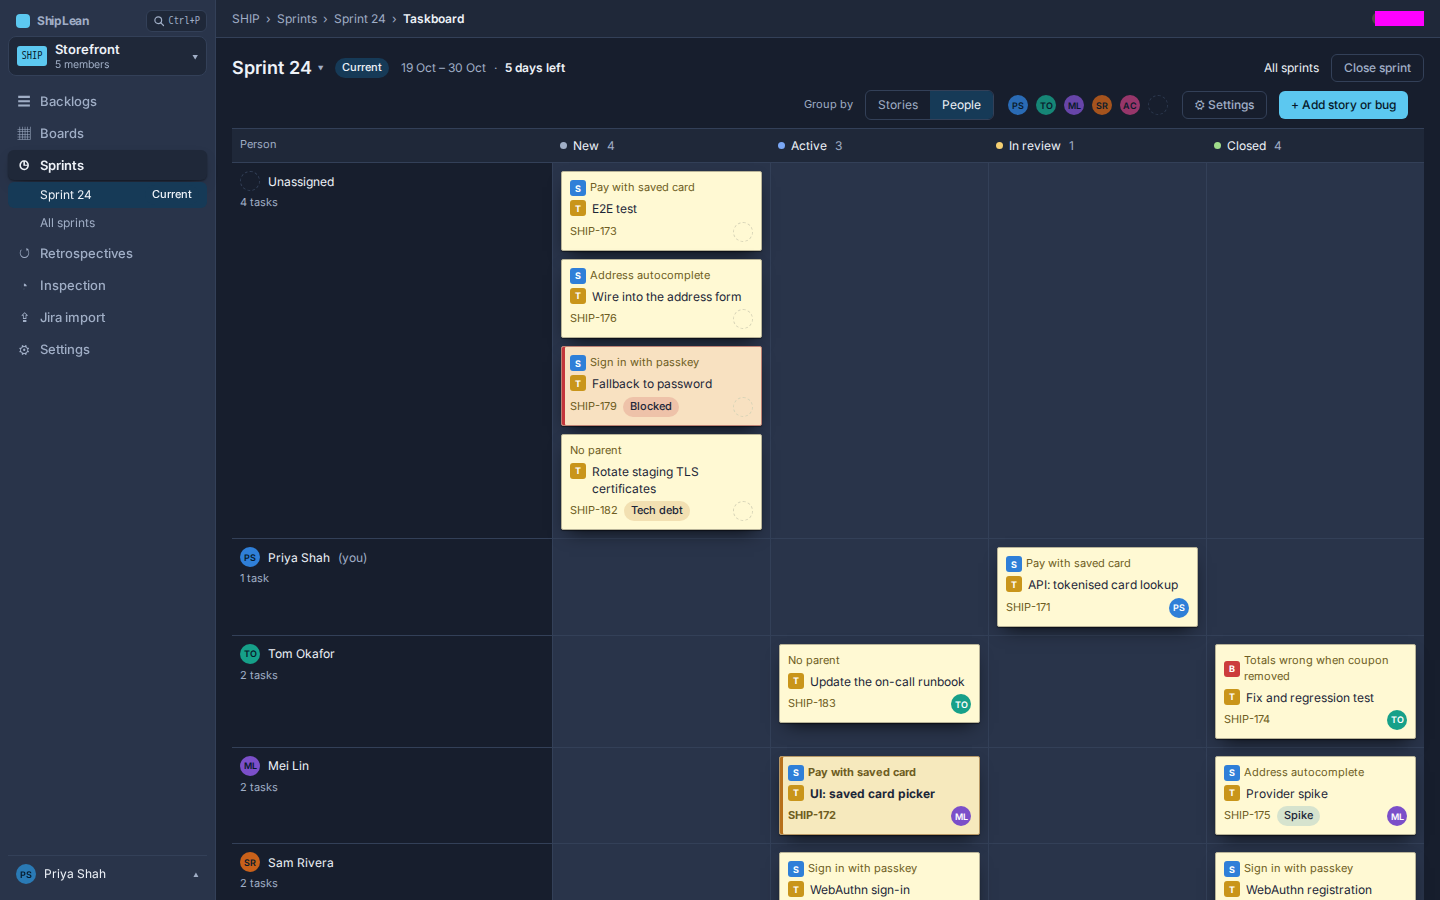 ShipLean
Ctrl+P
SHIP
Storefront
5 members
Backlogs
Boards
Sprints
Sprint 24
Current
All sprints
Retrospectives
Inspection
Jira import
Settings
PS
Priya Shah
SHIP › Sprints › Sprint 24 › Taskboard
Sprint 24
Current
19 Oct – 30 Oct · 5 days left
All sprints
Close sprint
Group by
Stories
People
PS
TO
ML
SR
AC
Settings
+ Add story or bug
Person
New 4
Active 3
In review 1
Closed 4
Unassigned
4 tasks
S Pay with saved card
T E2E test
SHIP-173
S Address autocomplete
T Wire into the address form
SHIP-176
S Sign in with passkey
T Fallback to password
SHIP-179 Blocked
No parent
T Rotate staging TLS
certificates
SHIP-182 Tech debt
PS Priya Shah (you)
1 task
S Pay with saved card
T API: tokenised card lookup
SHIP-171 PS
TO Tom Okafor
2 tasks
No parent
T Update the on-call runbook
SHIP-183 TO
B Totals wrong when coupon
removed
T Fix and regression test
SHIP-174 TO
ML Mei Lin
2 tasks
S Pay with saved card
T UI: saved card picker
SHIP-172 ML
S Address autocomplete
T Provider spike
SHIP-175 Spike ML
SR Sam Rivera
2 tasks
S Sign in with passkey
T WebAuthn sign-in
S Sign in with passkey
T WebAuthn registration